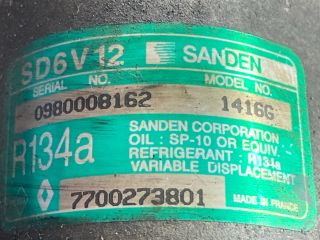 SD6V12 SANDEN
SERIAL NO. MODEL NO.
0980008162 1416G
R134a SANDEN CORPORATION
OIL : SP-10 OR EQUIV.
REFRIGERANT : R134a
VARIABLE DISPLACEMENT
7700273801 MADE IN FRANCE